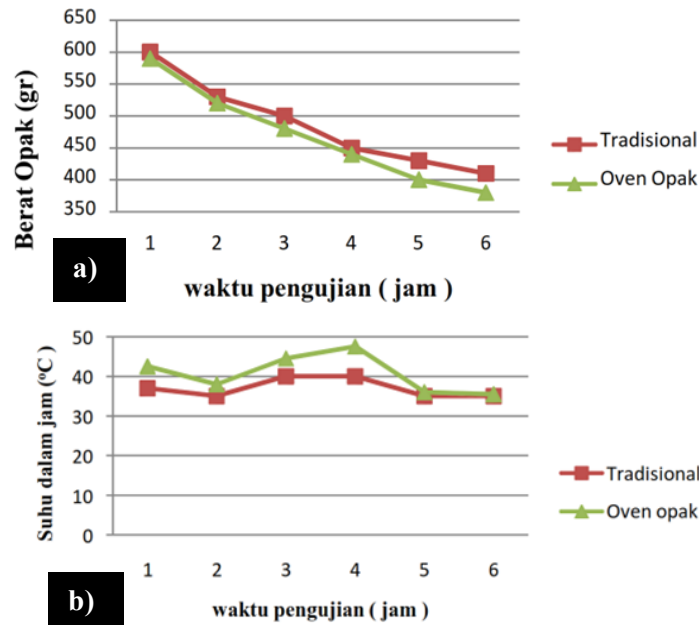 650
600
550
500
450
400
350
Berat Opak (gr)
1 2 3 4 5 6
waktu pengujian ( jam )
Tradisional
Oven Opak
a)
50
40
30
20
10
0
Suhu dalam jam (°C )
1 2 3 4 5 6
waktu pengujian ( jam )
Tradisional
Oven opak
b)